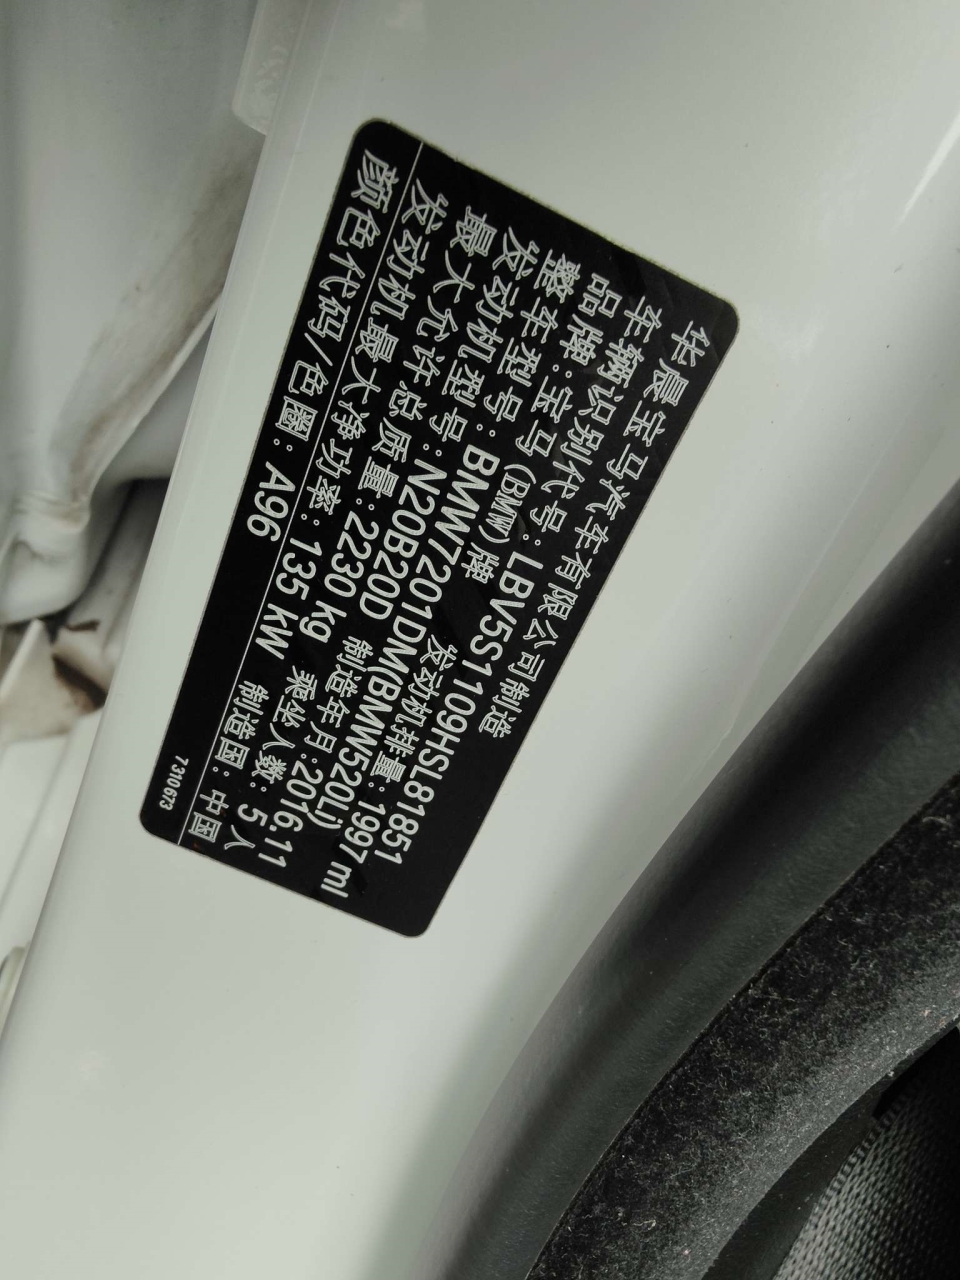 华晨宝马汽车有限公司制造
车辆识别代号：LBV5S1109HSL81851
品牌：宝马(BMW)牌
整车型号：BMW7201DM(BMW520Li)
发动机型号：N20B20D 发动机排量：1997 ml
最大允许总质量：2230 kg 制造年月：2016.11
发动机最大净功率：135 kW 乘坐人数：5 人
颜色代码/色圈：A96 制造国：中国
7 310 673